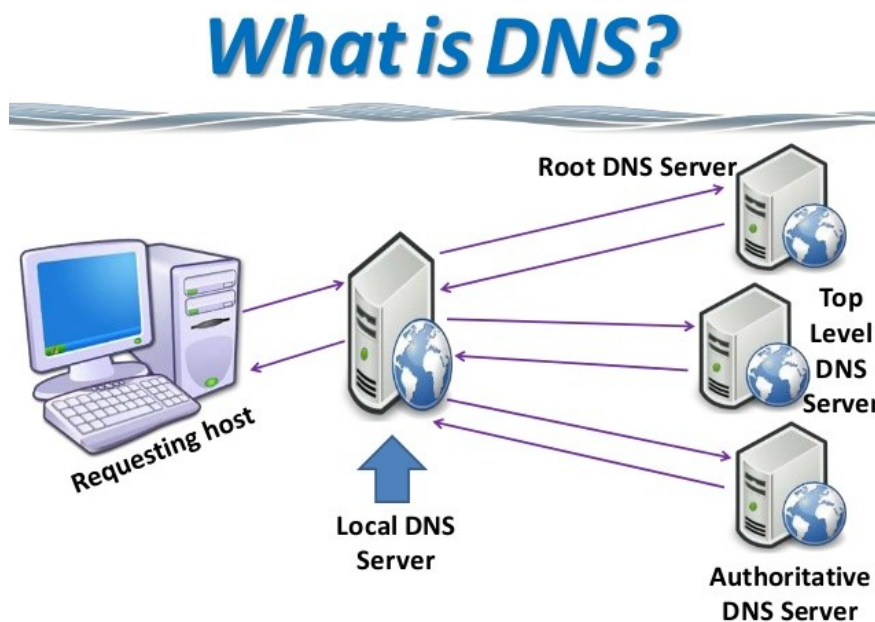 What is DNS?
Root DNS Server
Top
Level
DNS
Server
Requesting host
Local DNS
Server
Authoritative
DNS Server